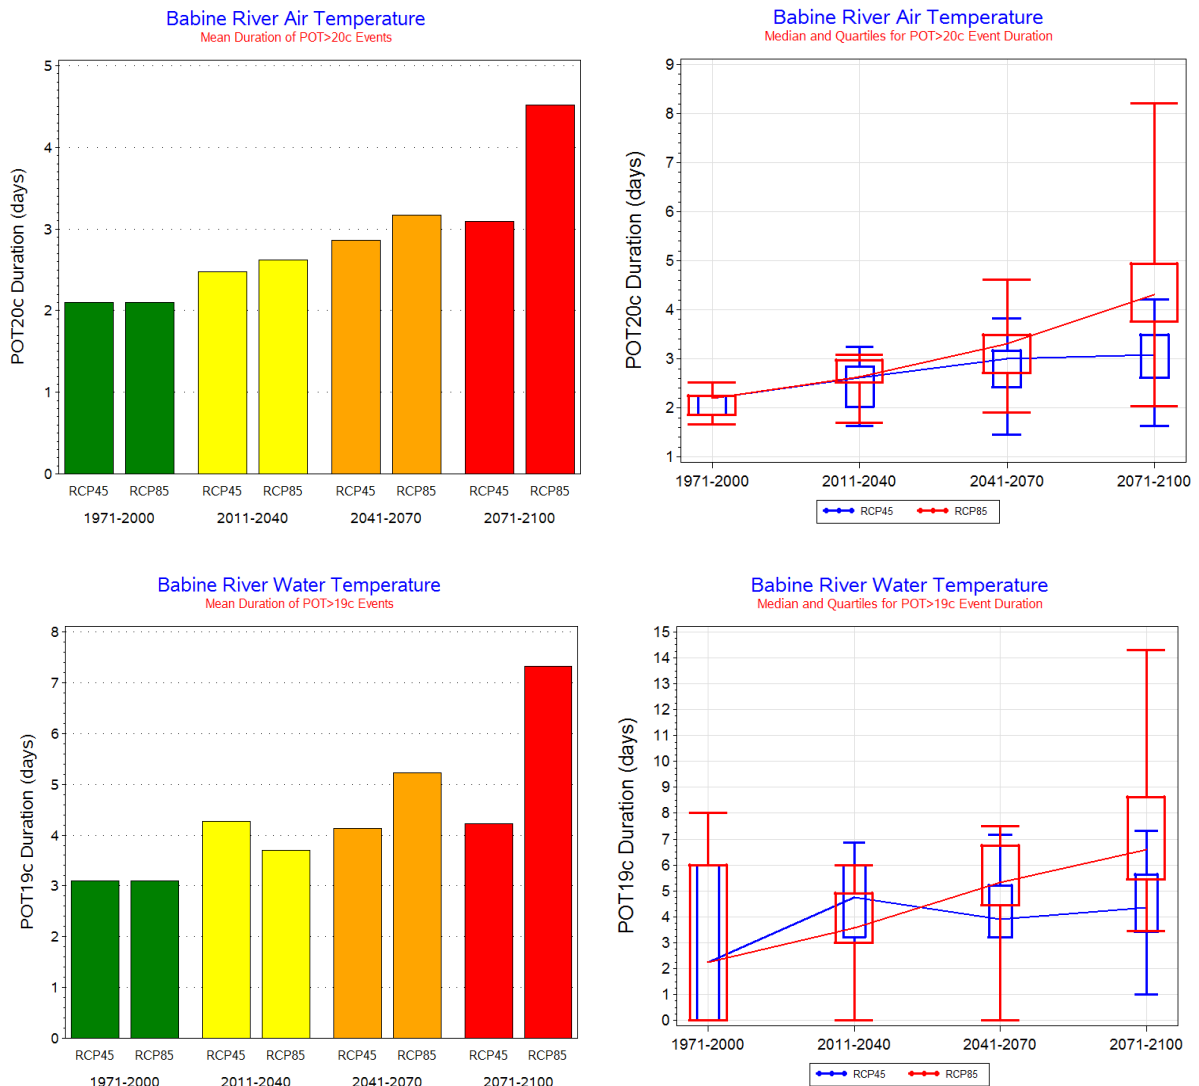 Babine River Air Temperature
Mean Duration of POT>20c Events
POT20c Duration (days)
5
4
3
2
1
0
RCP45 RCP85 RCP45 RCP85 RCP45 RCP85 RCP45 RCP85
1971-2000 2011-2040 2041-2070 2071-2100
Babine River Air Temperature
Median and Quartiles for POT>20c Event Duration
POT20c Duration (days)
9
8
7
6
5
4
3
2
1
1971-2000 2011-2040 2041-2070 2071-2100
RCP45 RCP85
Babine River Water Temperature
Mean Duration of POT>19c Events
POT19c Duration (days)
8
7
6
5
4
3
2
1
0
RCP45 RCP85 RCP45 RCP85 RCP45 RCP85 RCP45 RCP85
1971-2000 2011-2040 2041-2070 2071-2100
Babine River Water Temperature
Median and Quartiles for POT>19c Event Duration
POT19c Duration (days)
15
14
13
12
11
10
9
8
7
6
5
4
3
2
1
0
1971-2000 2011-2040 2041-2070 2071-2100
RCP45 RCP85